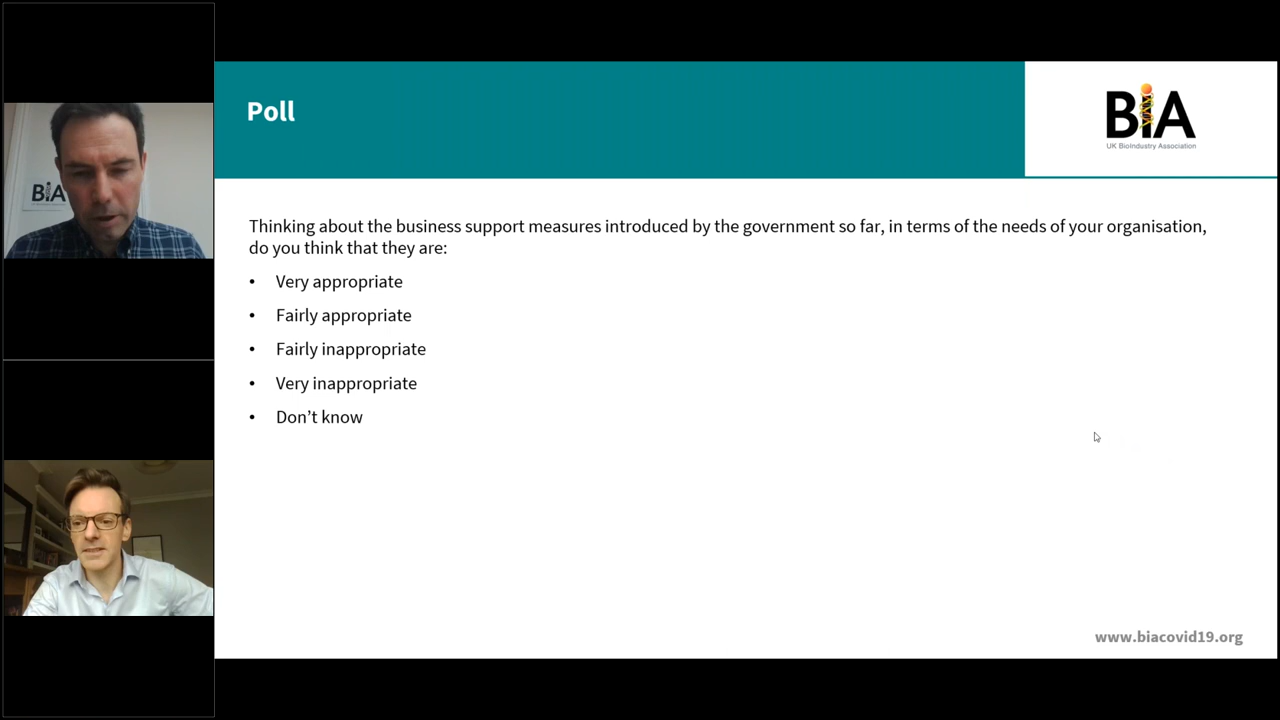 Poll
BIA
UK BioIndustry Association
BIA
Thinking about the business support measures introduced by the government so far, in terms of the needs of your organisation,
do you think that they are:
• Very appropriate
• Fairly appropriate
• Fairly inappropriate
• Very inappropriate
• Don’t know
www.biacovid19.org